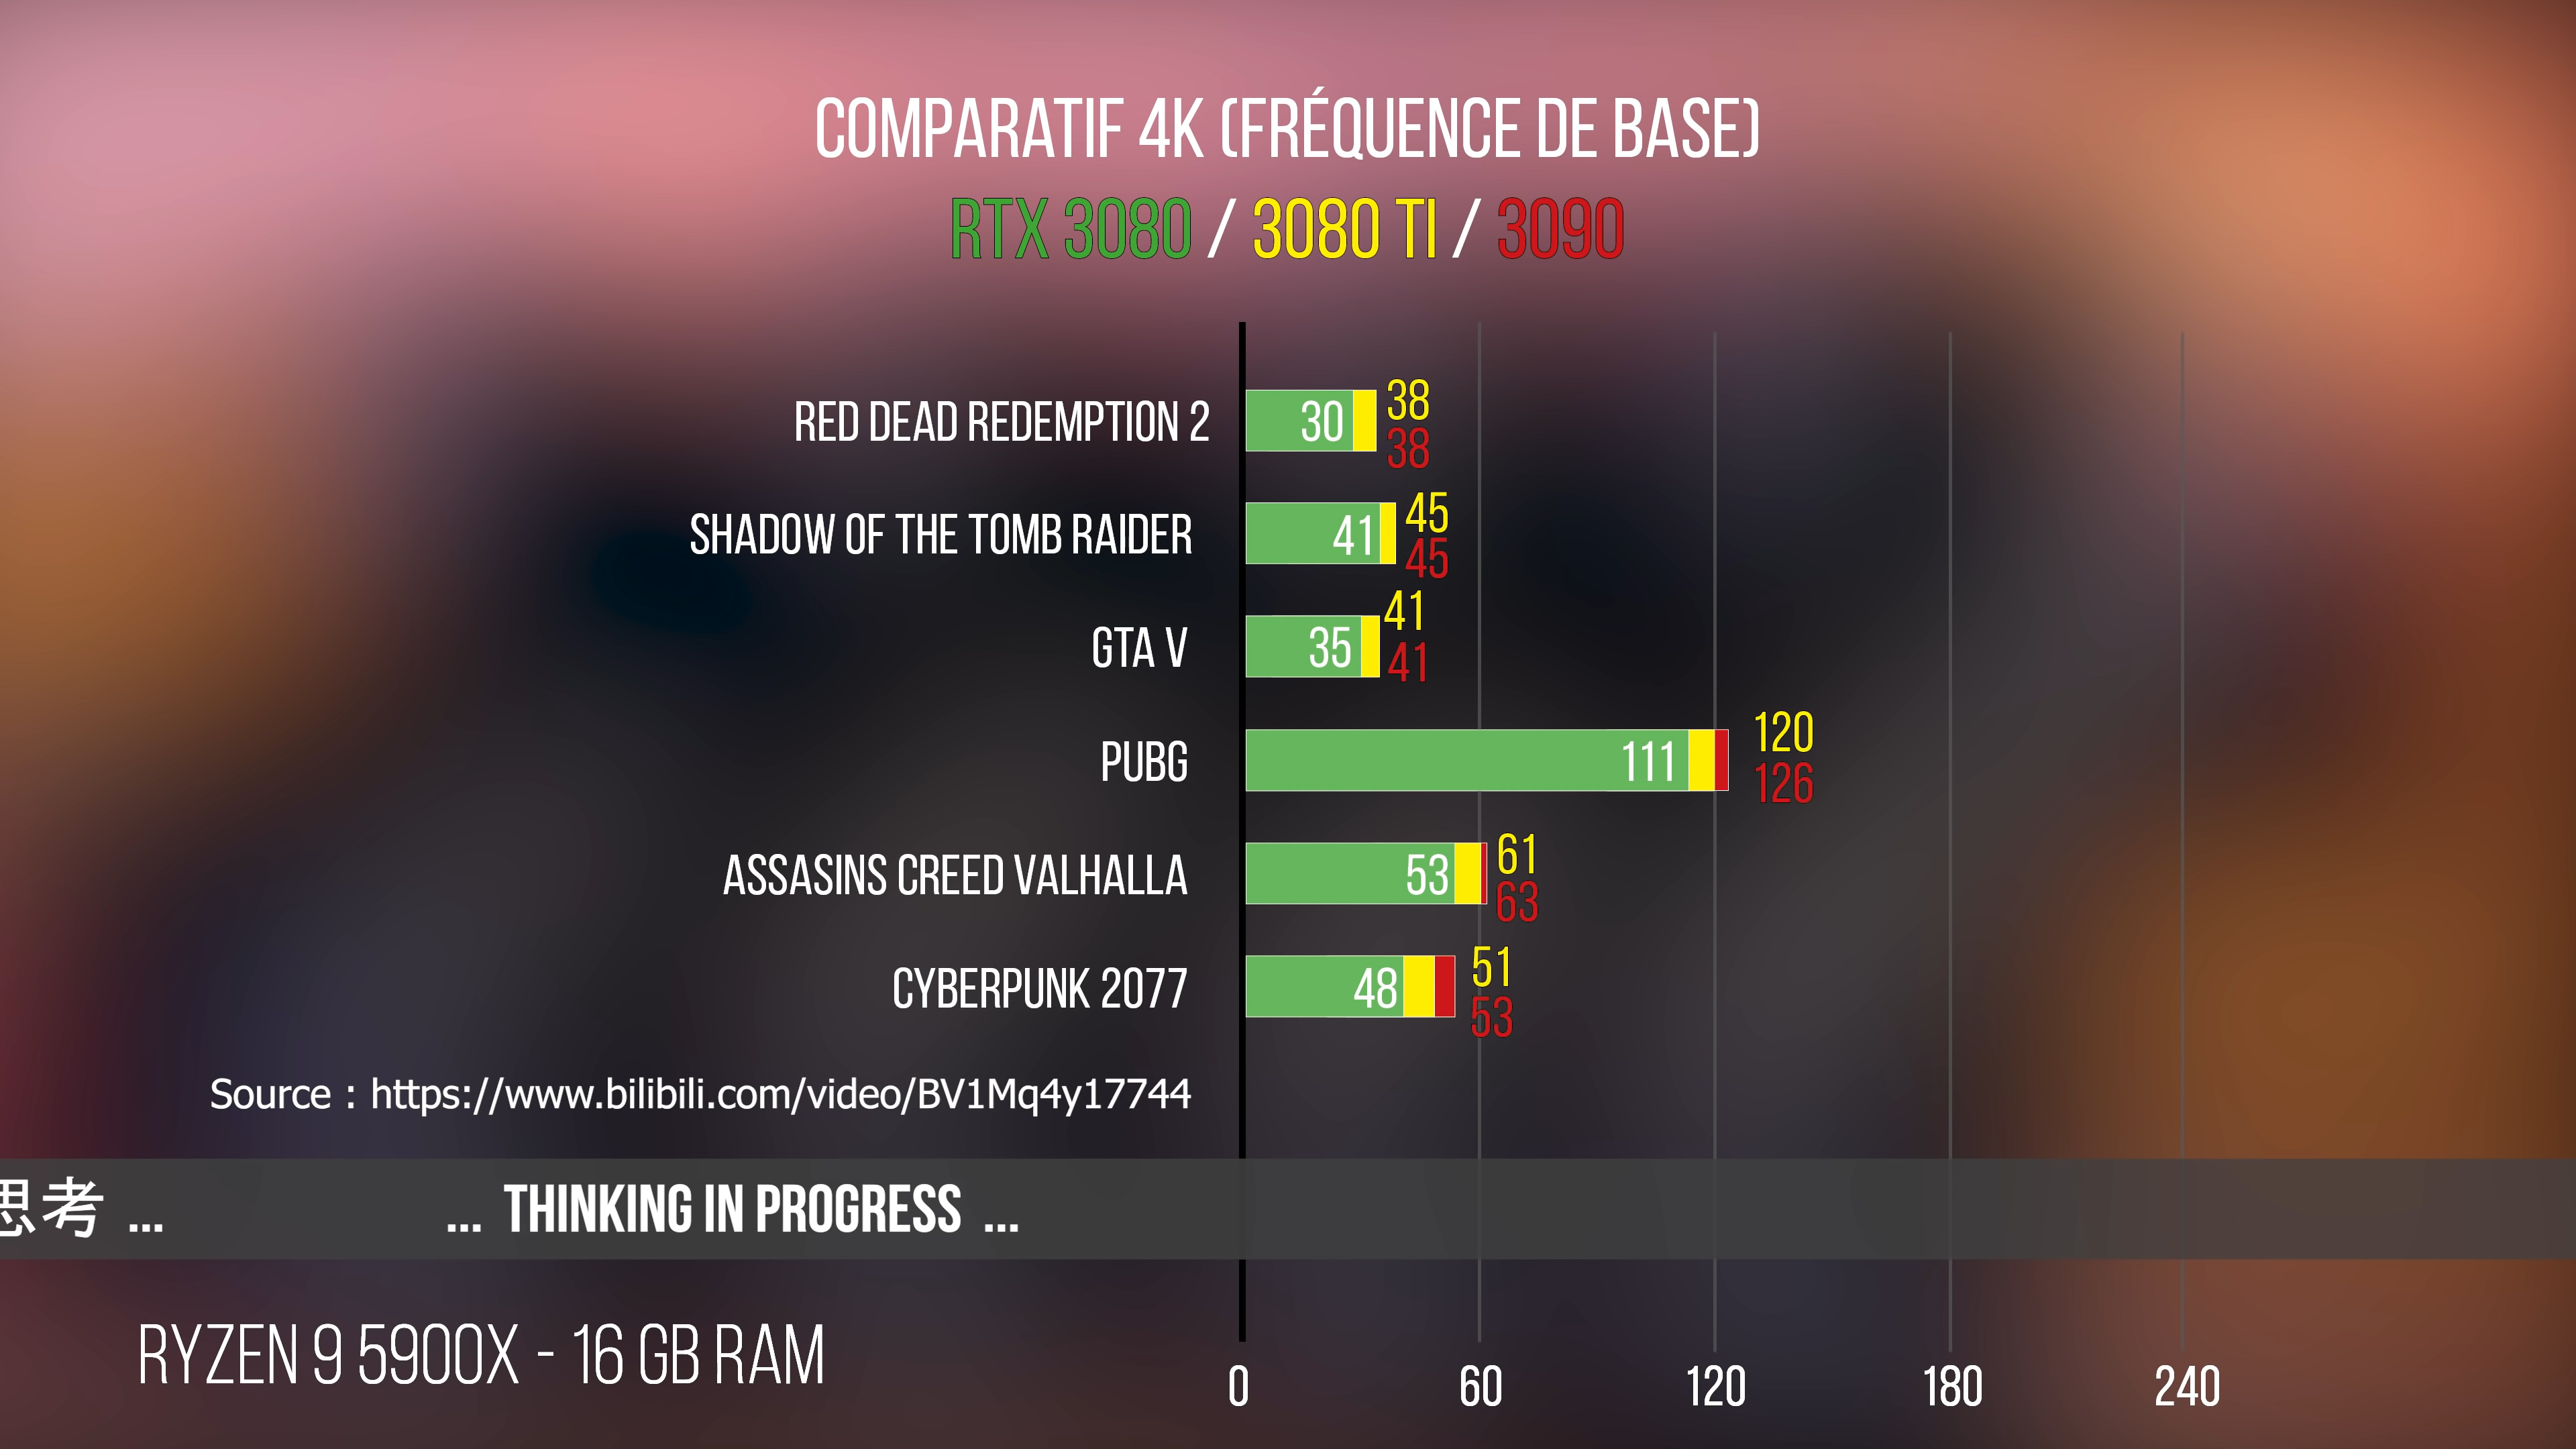 COMPARATIF 4K (FRÉQUENCE DE BASE)
RTX 3080 / 3080 TI / 3090
RED DEAD REDEMPTION 2
30
38
38
SHADOW OF THE TOMB RAIDER
41
45
45
GTA V
35
41
41
PUBG
111
120
126
ASSASINS CREED VALHALLA
53
61
63
CYBERPUNK 2077
48
51
53
Source : https://www.bilibili.com/video/BV1Mq4y17744
思考 ... ... THINKING IN PROGRESS ...
RYZEN 9 5900X - 16 GB RAM
0 60 120 180 240